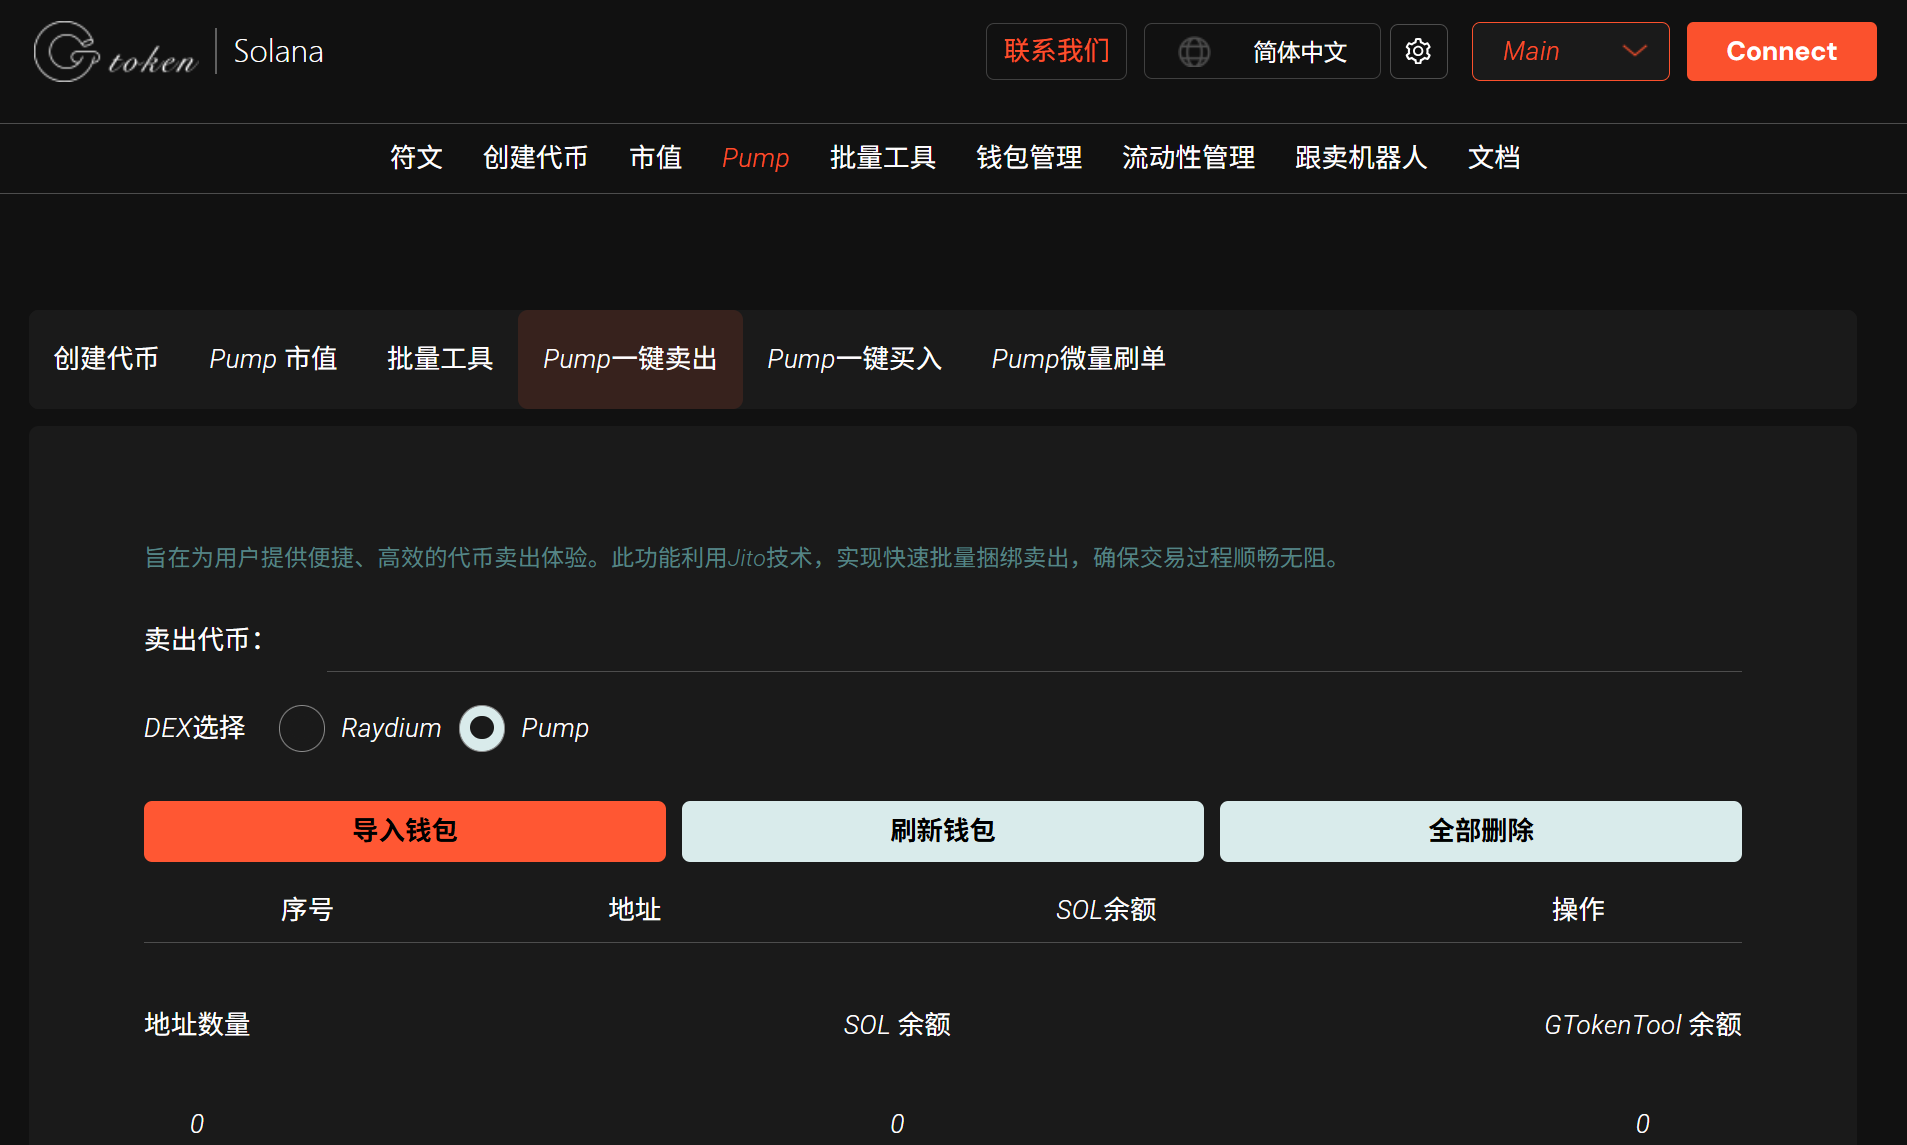 Gtoken | Solana
联系我们
简体中文
Main
Connect
符文 创建代币 市值 Pump 批量工具 钱包管理 流动性管理 跟卖机器人 文档
创建代币 Pump 市值 批量工具 Pump一键卖出 Pump一键买入 Pump微量刷单
旨在为用户提供便捷、高效的代币卖出体验。此功能利用Jito技术，实现快速批量捆绑卖出，确保交易过程顺畅无阻。
卖出代币：
DEX选择 Raydium Pump
导入钱包 刷新钱包 全部删除
序号 地址 SOL余额 操作
地址数量 SOL 余额 GTokenTool 余额
0 0 0